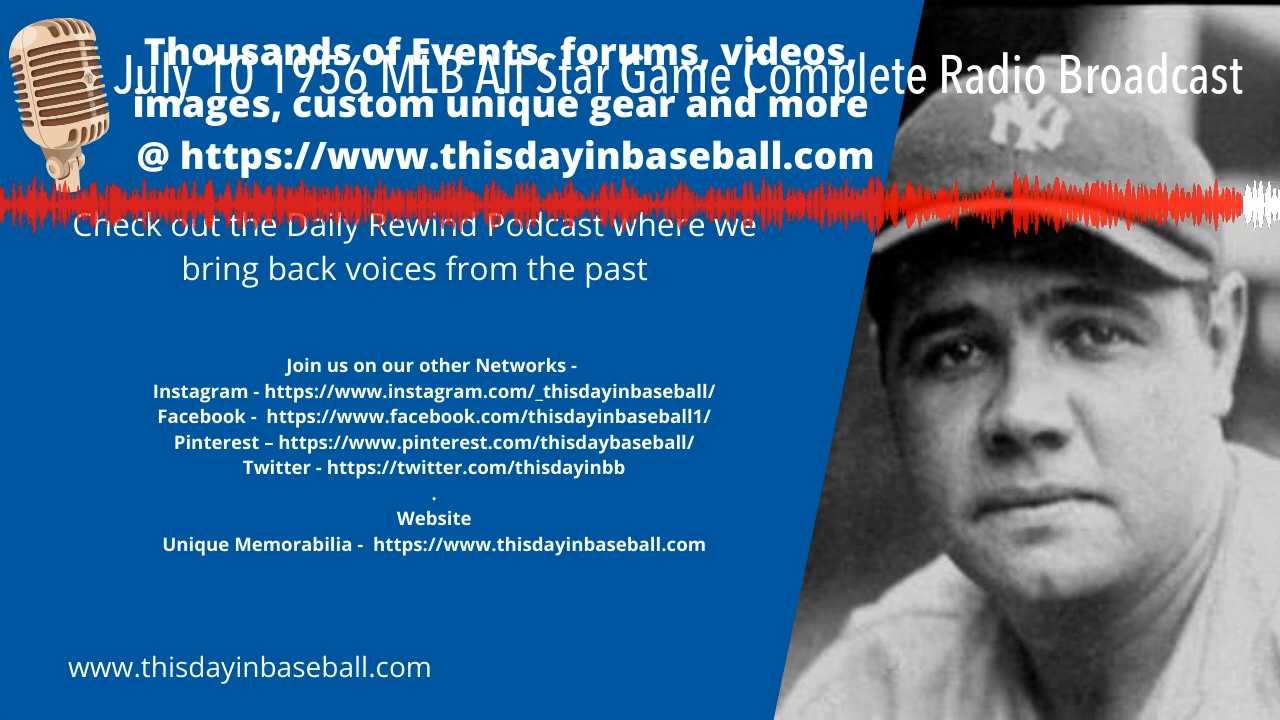 Thousands of Events, forums, videos,
July 10 1956 MLB All Star Game Complete Radio Broadcast
images, custom unique gear and more
@ https://www.thisdayinbaseball.com
Check out the Daily Rewind Podcast where we
bring back voices from the past
Join us on our other Networks -
Instagram - https://www.instagram.com/_thisdayinbaseball/
Facebook - https://www.facebook.com/thisdayinbaseball1/
Pinterest – https://www.pinterest.com/thisdaybaseball/
Twitter - https://twitter.com/thisdayinbb
.
Website
Unique Memorabilia - https://www.thisdayinbaseball.com
www.thisdayinbaseball.com
NY